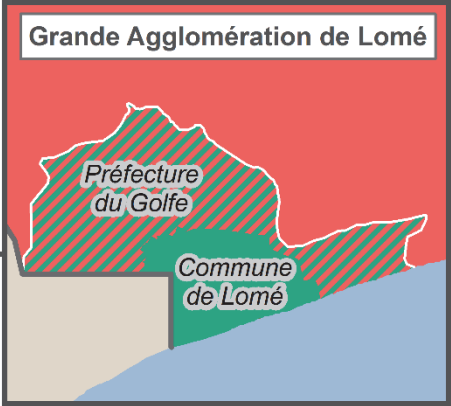 Grande Agglomération de Lomé
Préfecture
du Golfe
Commune
de Lomé